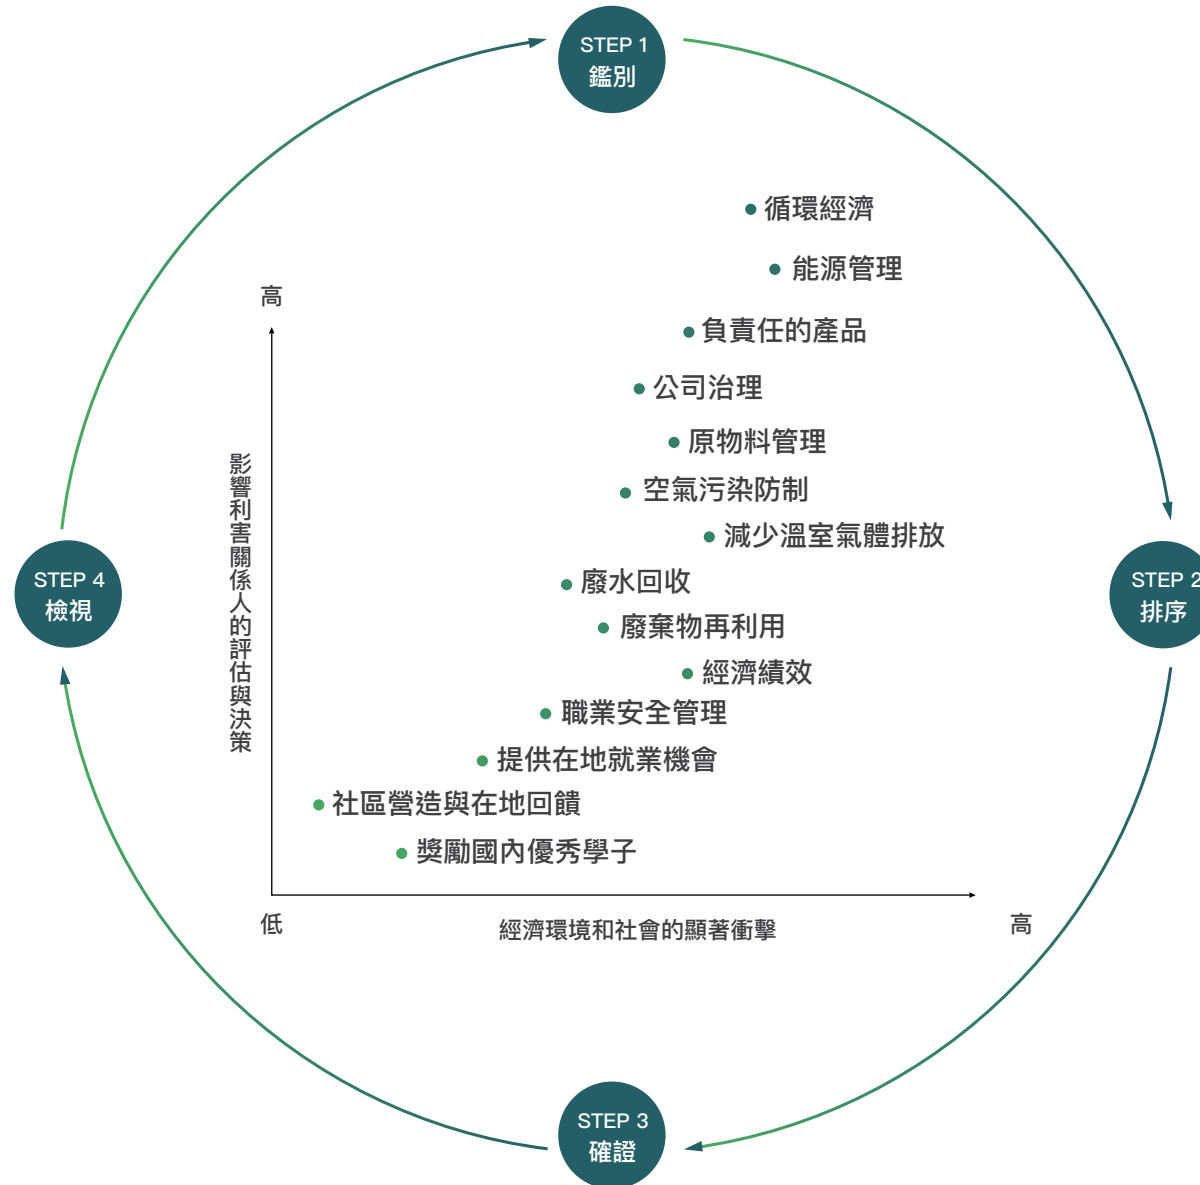 STEP 1
鑑別
循環經濟
能源管理
高
負責任的產品
公司治理
原物料管理
影響利害關係人的評估與決策
空氣污染防制
減少溫室氣體排放
STEP 4
檢視
廢水回收
STEP 2
排序
廢棄物再利用
經濟績效
職業安全管理
提供在地就業機會
社區營造與在地回饋
獎勵國內優秀學子
低
經濟環境和社會的顯著衝擊
高
STEP 3
確證